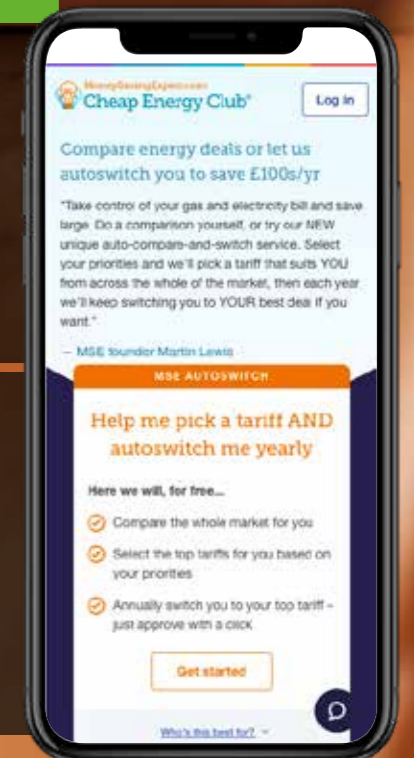 MoneySavingExpert.com
Cheap Energy Club®
Log in
Compare energy deals or let us
autoswitch you to save £100s/yr
"Take control of your gas and electricity bill and save
large. Do a comparison yourself, or try our NEW
unique auto-compare-and-switch service. Select
your priorities and we'll pick a tariff that suits YOU
from across the whole of the market, then each year
we'll keep switching you to YOUR best deal if you
want."
— MSE founder Martin Lewis
MSE AUTOSWITCH
Help me pick a tariff AND
autoswitch me yearly
Here we will, for free...
Compare the whole market for you
Select the top tariffs for you based on
your priorities
Annually switch you to your top tariff –
just approve with a click
Get started
Who's this best for?